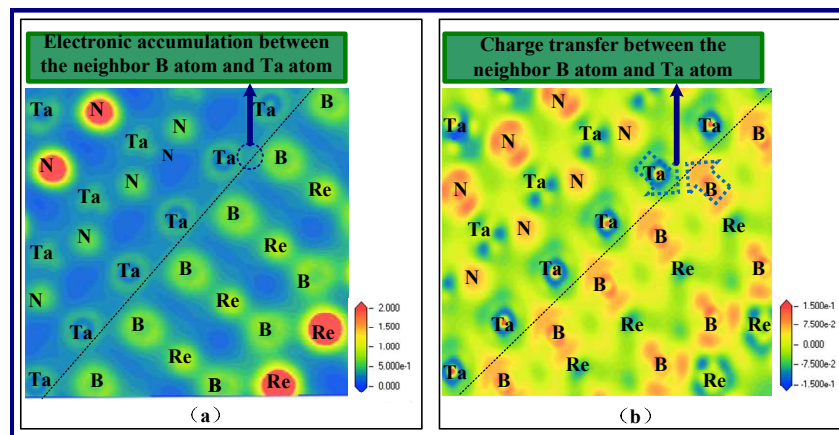 Electronic accumulation between
the neighbor B atom and Ta atom
Ta
N
Ta
B
N
Ta
N
Ta
B
N
Ta
N
Re
Ta
B
N
Ta
Re
Ta
B
B
N
Re
Ta
B
B
Re
Re
Ta
B
B
Re
2.000
1.500
1.000
5.000e-1
0.000
(a)
Charge transfer between the
neighbor B atom and Ta atom
N
Ta
Ta
B
N
N
Ta
B
N
N
Ta
Ta
B
Re
N
Ta
B
Re
B
Ta
B
Re
B
Ta
Re
B
Re
B
Re
B
Re
1.500e-1
7.500e-2
0.000
-7.500e-2
-1.500e-1
(b)